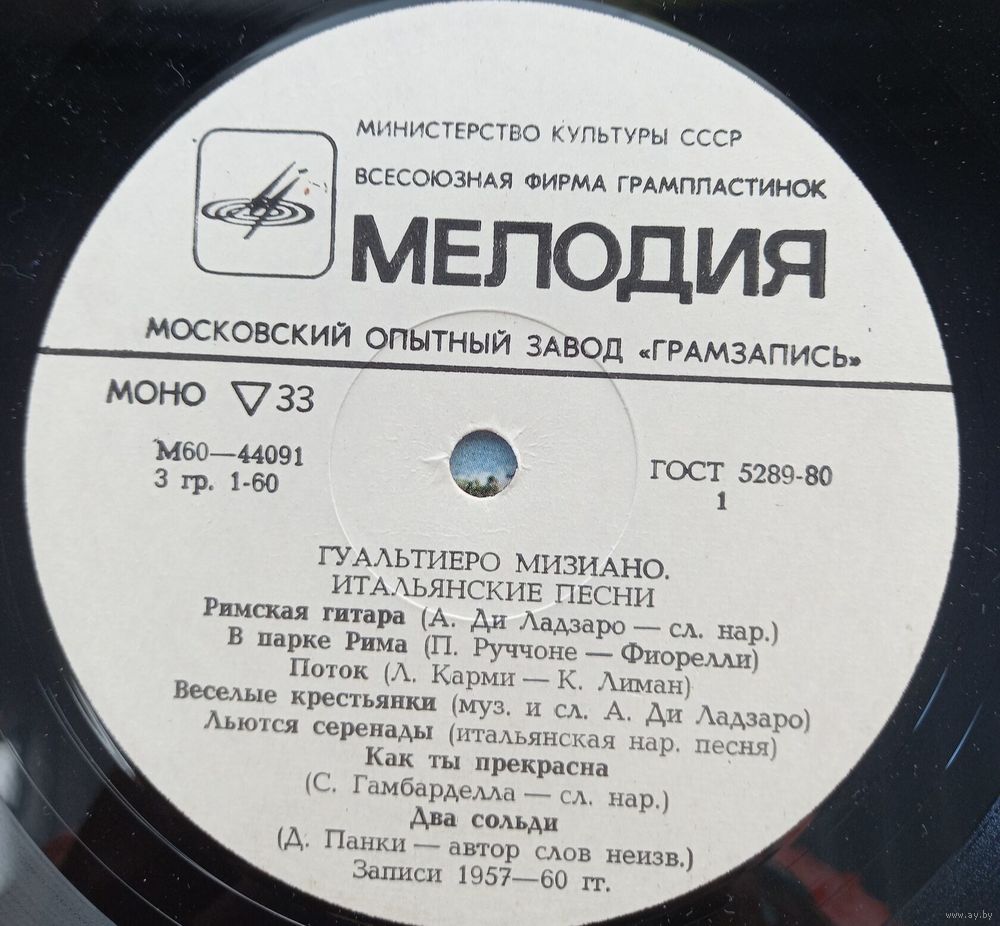 МИНИСТЕРСТВО КУЛЬТУРЫ СССР
ВСЕСОЮЗНАЯ ФИРМА ГРАМПЛАСТИНОК
МЕЛОДИЯ
МОСКОВСКИЙ ОПЫТНЫЙ ЗАВОД «ГРАМЗАПИСЬ»
МОНО ▽ 33
М60—44091
3 гр. 1-60
ГОСТ 5289-80
1
ГУАЛЬТИЕРО МИЗИАНО.
ИТАЛЬЯНСКИЕ ПЕСНИ
Римская гитара (А. Ди Ладзаро — сл. нар.)
В парке Рима (П. Руччоне — Фиорелли)
Поток (Л. Карми — К. Лиман)
Веселые крестьянки (муз. и сл. А. Ди Ладзаро)
Льются серенады (итальянская нар. песня)
Как ты прекрасна
(С. Гамбарделла — сл. нар.)
Два сольди
(Д. Панки — автор слов неизв.)
Записи 1957—60 гг.
www.ay.by